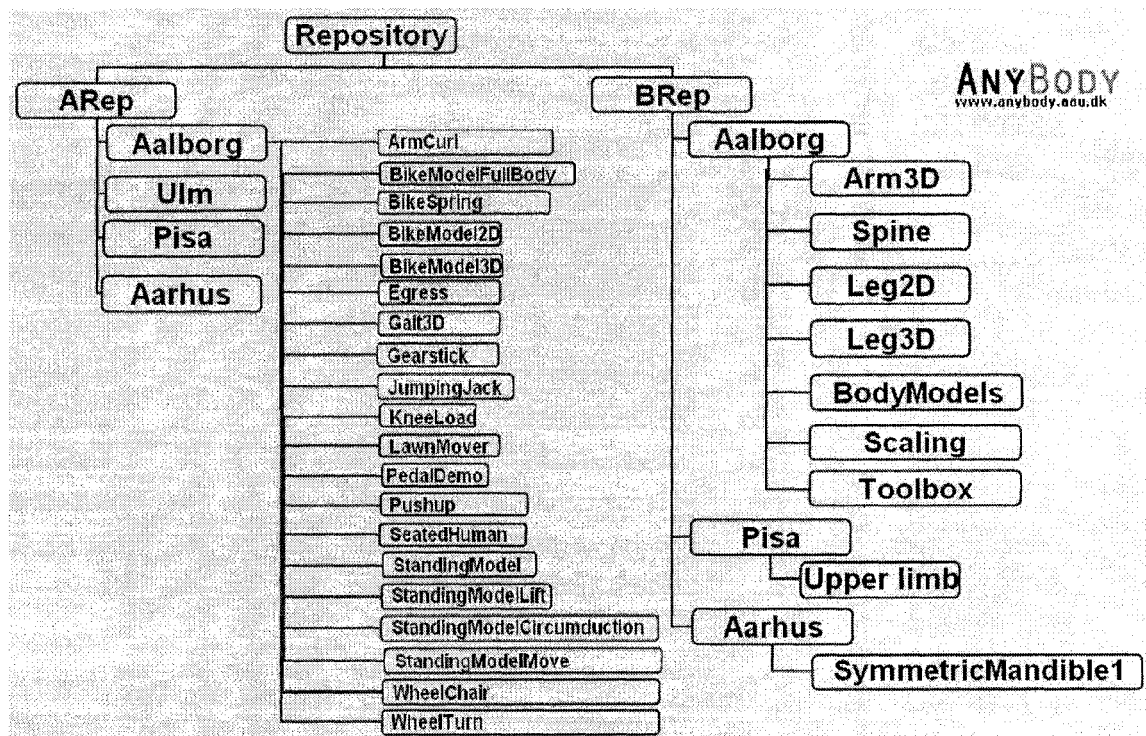 Repository
ANYBODY
www.anybody.aau.dk
ARep
Aalborg
Ulm
Pisa
Aarhus
ArmCurl
BikeModelFullBody
BikeSpring
BikeModel2D
BikeModel3D
Egress
Gait3D
Gearstick
JumpingJack
KneeLoad
LawnMover
PedalDemo
Pushup
SeatedHuman
StandingModel
StandingModelLift
StandingModelCircumduction
StandingModelMove
WheelChair
WheelTurn
BRep
Aalborg
Arm3D
Spine
Leg2D
Leg3D
BodyModels
Scaling
Toolbox
Pisa
Upper limb
Aarhus
SymmetricMandible1